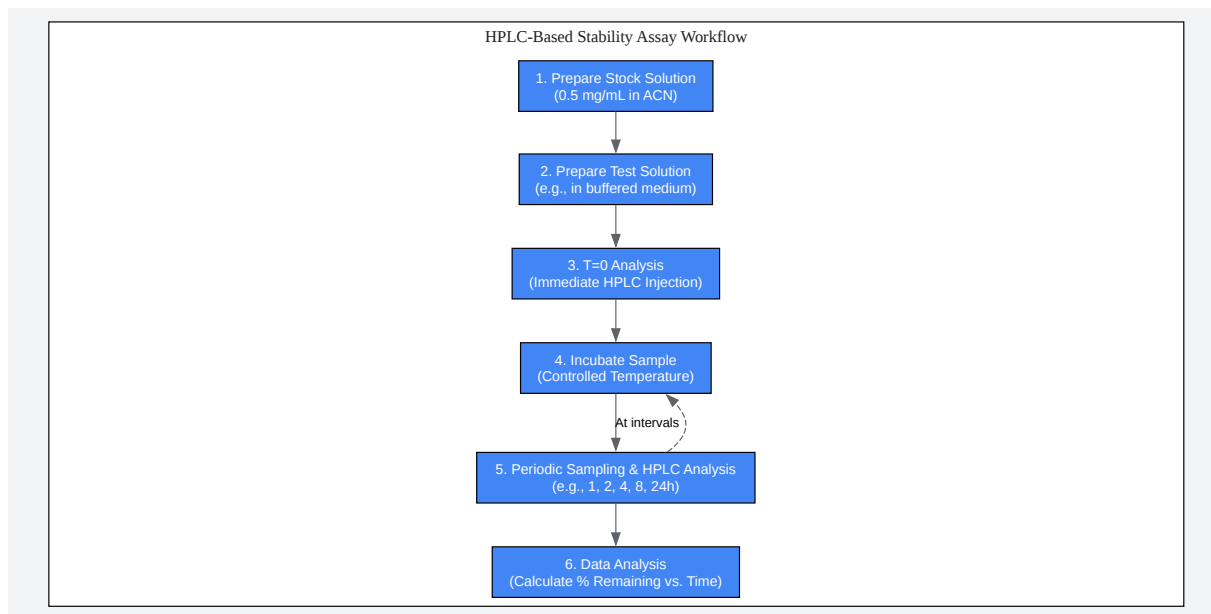 HPLC-Based Stability Assay Workflow
1. Prepare Stock Solution
(0.5 mg/mL in ACN)
2. Prepare Test Solution
(e.g., in buffered medium)
3. T=0 Analysis
(Immediate HPLC Injection)
4. Incubate Sample
(Controlled Temperature)
At intervals
5. Periodic Sampling & HPLC Analysis
(e.g., 1, 2, 4, 8, 24h)
6. Data Analysis
(Calculate % Remaining vs. Time)